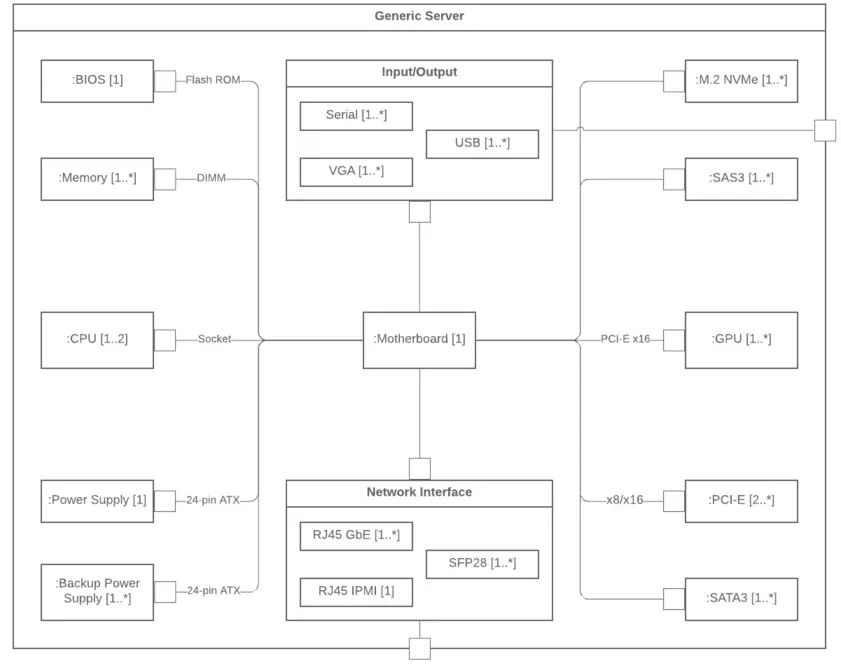 Generic Server
:BIOS [1]
Flash ROM
Input/Output
:M.2 NVMe [1..*]
Serial [1..*]
USB [1..*]
VGA [1..*]
:Memory [1..*]
DIMM
:SAS3 [1..*]
:CPU [1..2]
Socket
:Motherboard [1]
PCI-E x16
:GPU [1..*]
:Power Supply [1]
24-pin ATX
Network Interface
x8/x16
:PCI-E [2..*]
RJ45 GbE [1..*]
SFP28 [1..*]
RJ45 IPMI [1]
:Backup Power
Supply [1..*]
24-pin ATX
:SATA3 [1..*]